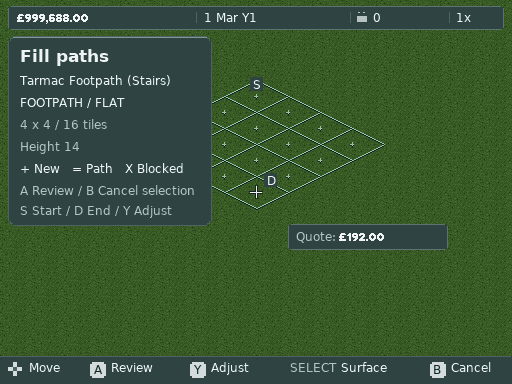 £999,688.00 1 Mar Y1 0 1x
Fill paths
Tarmac Footpath (Stairs)
FOOTPATH / FLAT
4 x 4 / 16 tiles
Height 14
+ New = Path X Blocked
A Review / B Cancel selection
S Start / D End / Y Adjust
S
D
Quote: £192.00
Move A Review Y Adjust SELECT Surface B Cancel